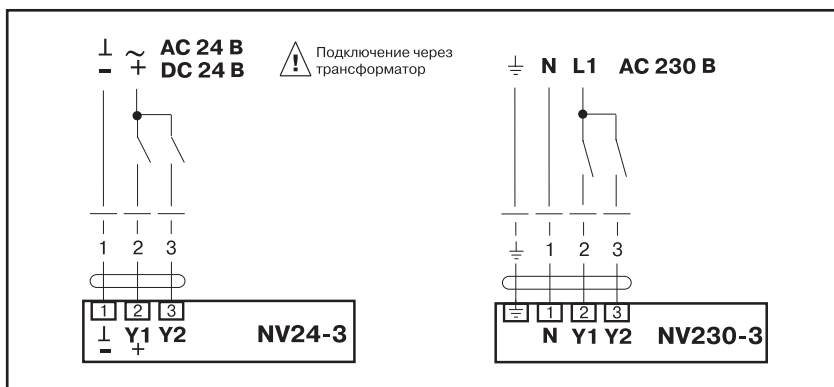 ⊥ ~ AC 24 В
− + DC 24 В
! Подключение через
трансформатор
1 2 3
1 2 3
⊥ Y1 Y2 NV24-3
− +
⏚ N L1 AC 230 В
⏚ 1 2 3
⏚ 1 2 3
N Y1 Y2 NV230-3